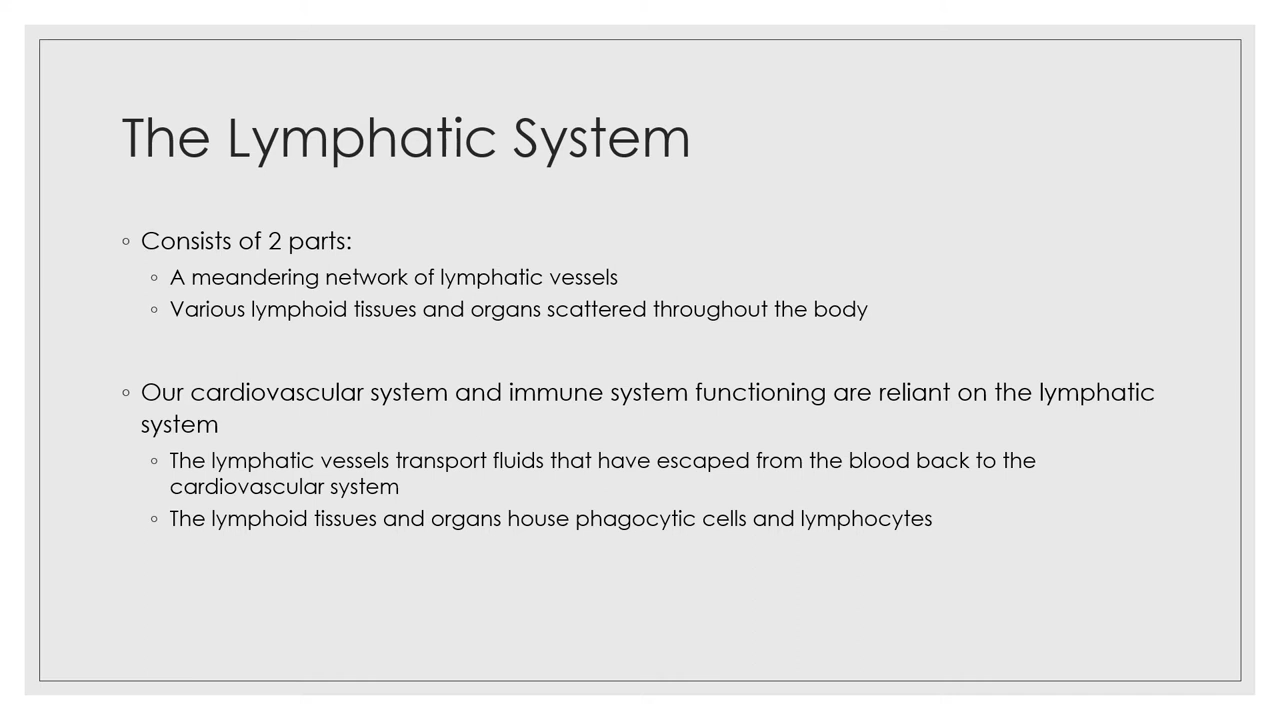 The Lymphatic System
◦ Consists of 2 parts:
◦ A meandering network of lymphatic vessels
◦ Various lymphoid tissues and organs scattered throughout the body
◦ Our cardiovascular system and immune system functioning are reliant on the lymphatic
system
◦ The lymphatic vessels transport fluids that have escaped from the blood back to the
cardiovascular system
◦ The lymphoid tissues and organs house phagocytic cells and lymphocytes